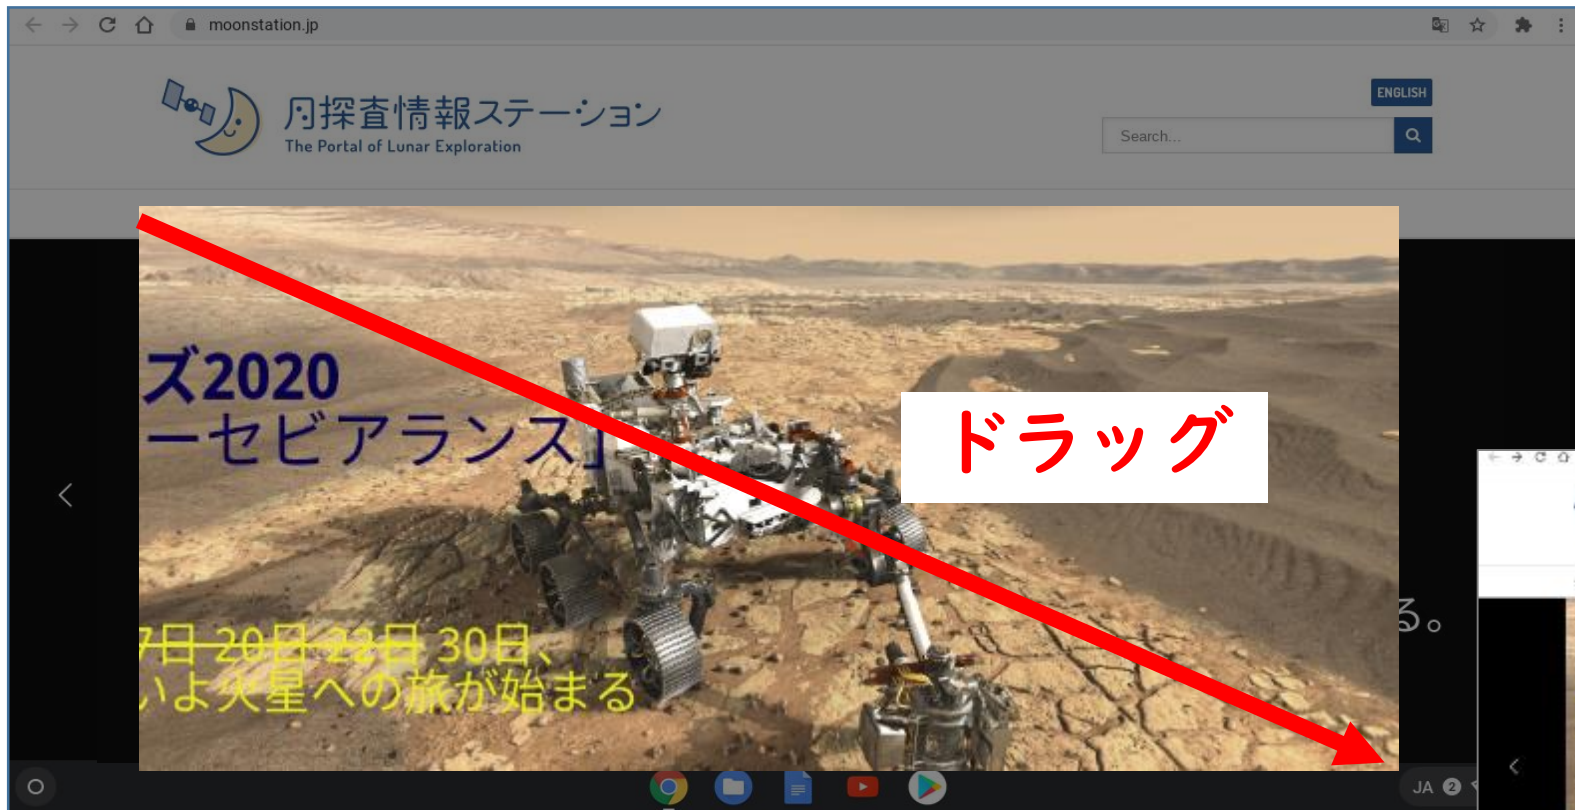 moonstation.jp
月探査情報ステーション
The Portal of Lunar Exploration
ENGLISH
Search...
ズ2020
ーセビアランス」
ドラッグ
7日 20日 22日 30日、
いよ火星への旅が始まる
る。
JA 2